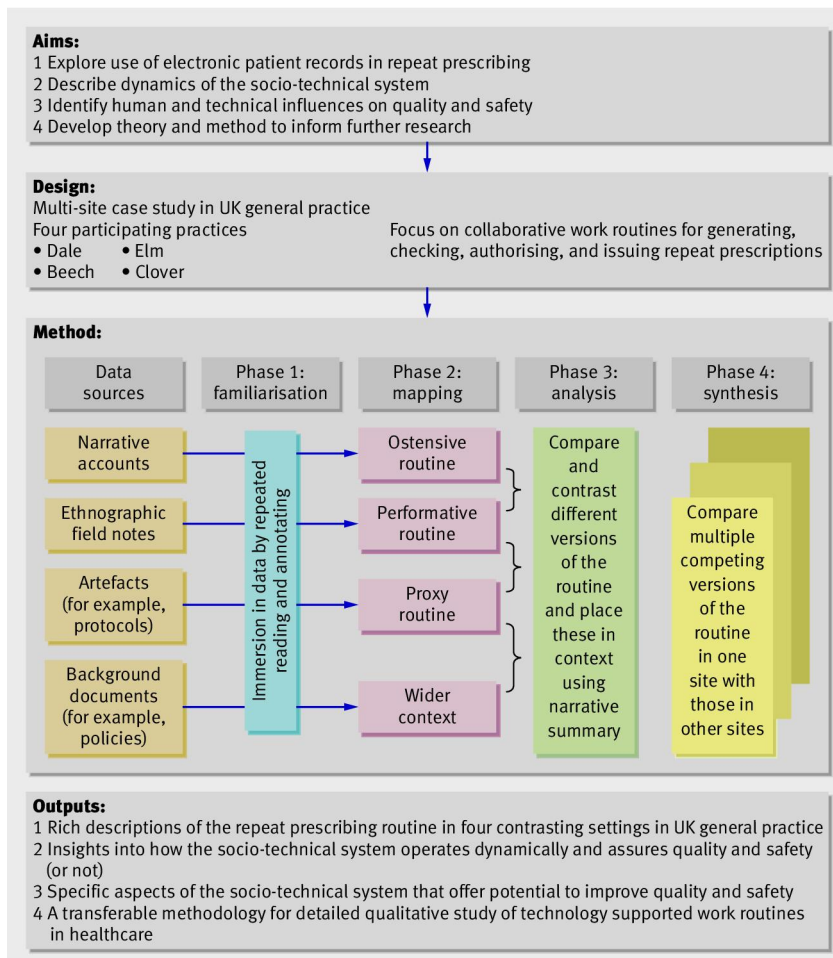 Aims:
1 Explore use of electronic patient records in repeat prescribing
2 Describe dynamics of the socio-technical system
3 Identify human and technical influences on quality and safety
4 Develop theory and method to inform further research
Design:
Multi-site case study in UK general practice
Four participating practices
• Dale • Elm
• Beech • Clover
Focus on collaborative work routines for generating,
checking, authorising, and issuing repeat prescriptions
Method:
Data
sources
Phase 1:
familiarisation
Phase 2:
mapping
Phase 3:
analysis
Phase 4:
synthesis
Narrative
accounts
Ethnographic
field notes
Artefacts
(for example,
protocols)
Background
documents
(for example,
policies)
Immersion in data by repeated
reading and annotating
Ostensive
routine
Performative
routine
Proxy
routine
Wider
context
Compare
and
contrast
different
versions
of the
routine
and place
these in
context
using
narrative
summary
Compare
multiple
competing
versions
of the
routine
in one
site with
those in
other sites
Outputs:
1 Rich descriptions of the repeat prescribing routine in four contrasting settings in UK general practice
2 Insights into how the socio-technical system operates dynamically and assures quality and safety
(or not)
3 Specific aspects of the socio-technical system that offer potential to improve quality and safety
4 A transferable methodology for detailed qualitative study of technology supported work routines
in healthcare